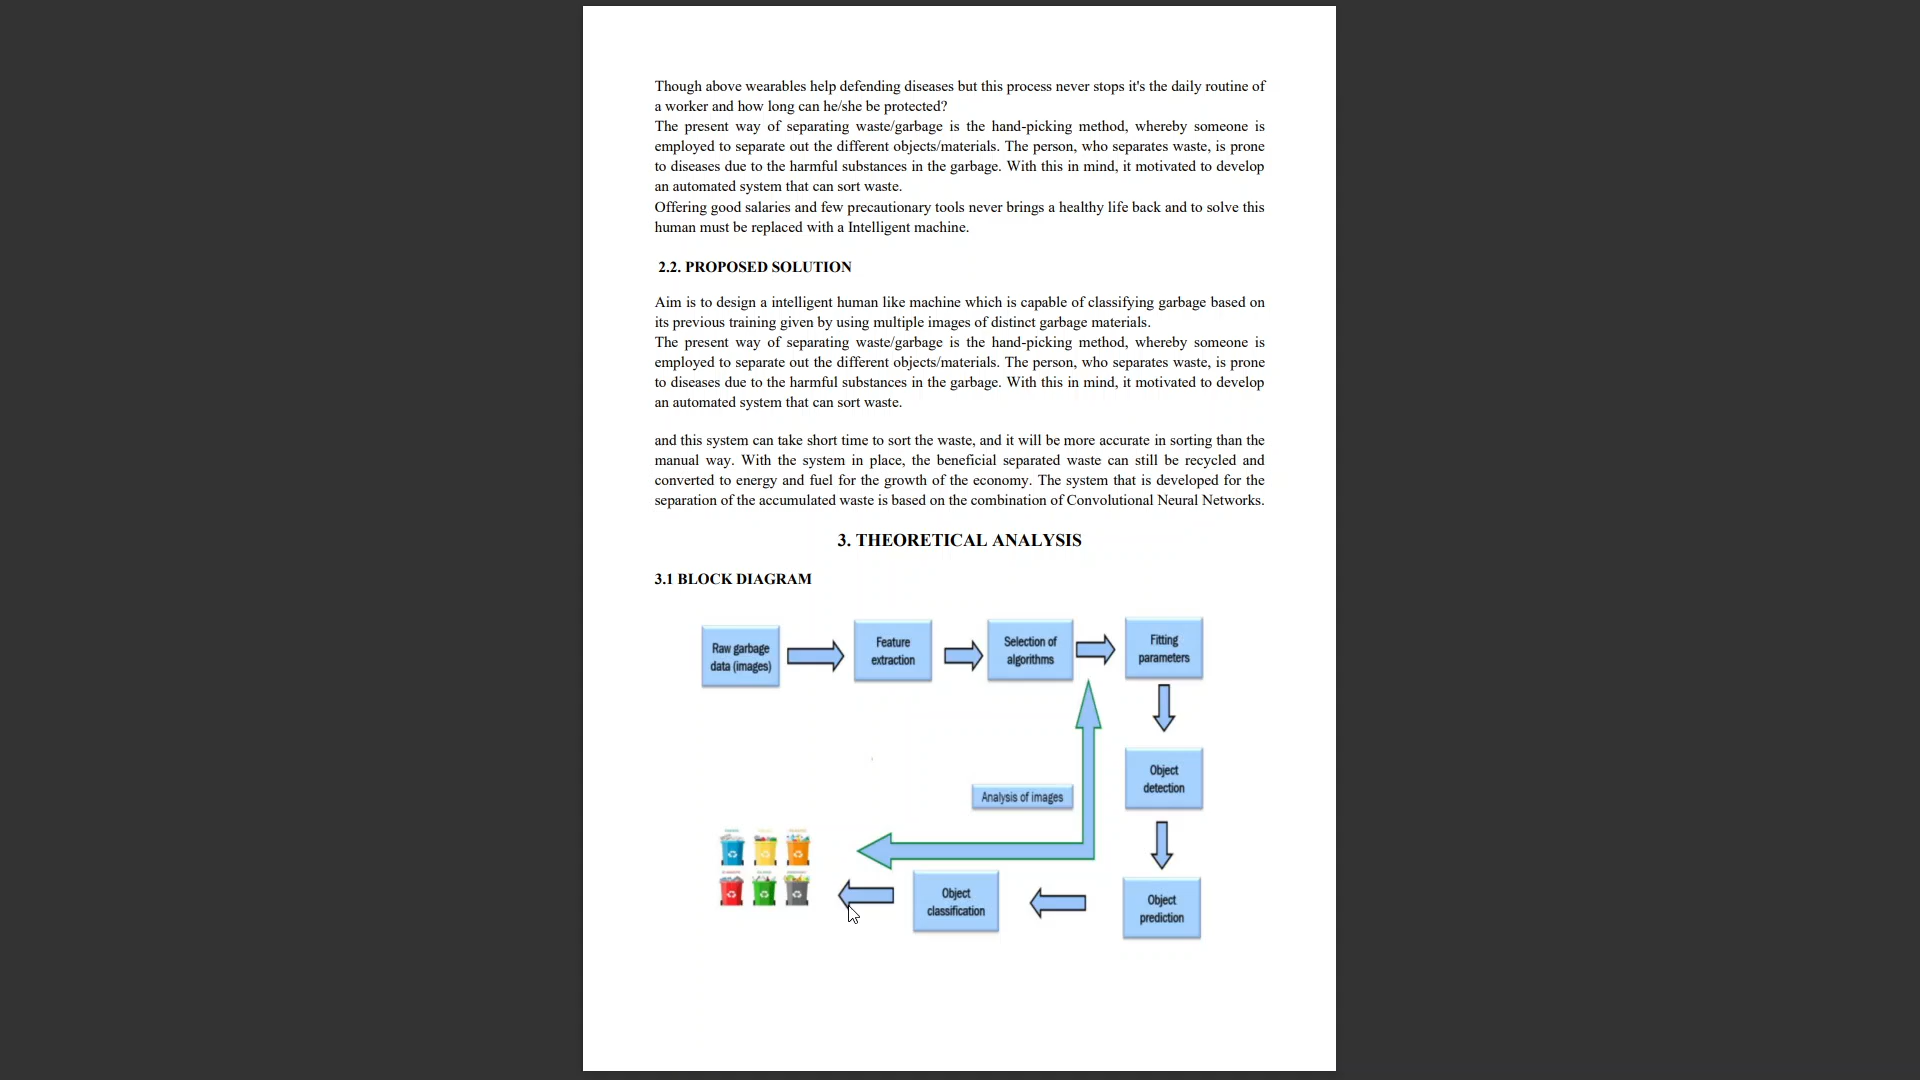 Though above wearables help defending diseases but this process never stops it's the daily routine of
a worker and how long can he/she be protected?
The present way of separating waste/garbage is the hand-picking method, whereby someone is
employed to separate out the different objects/materials. The person, who separates waste, is prone
to diseases due to the harmful substances in the garbage. With this in mind, it motivated to develop
an automated system that can sort waste.
Offering good salaries and few precautionary tools never brings a healthy life back and to solve this
human must be replaced with a Intelligent machine.
2.2. PROPOSED SOLUTION
Aim is to design a intelligent human like machine which is capable of classifying garbage based on
its previous training given by using multiple images of distinct garbage materials.
The present way of separating waste/garbage is the hand-picking method, whereby someone is
employed to separate out the different objects/materials. The person, who separates waste, is prone
to diseases due to the harmful substances in the garbage. With this in mind, it motivated to develop
an automated system that can sort waste.
and this system can take short time to sort the waste, and it will be more accurate in sorting than the
manual way. With the system in place, the beneficial separated waste can still be recycled and
converted to energy and fuel for the growth of the economy. The system that is developed for the
separation of the accumulated waste is based on the combination of Convolutional Neural Networks.
3. THEORETICAL ANALYSIS
3.1 BLOCK DIAGRAM
Raw garbage
data (images)
Feature
extraction
Selection of
algorithms
Fitting
parameters
Object
detection
Analysis of images
Object
prediction
Object
classification